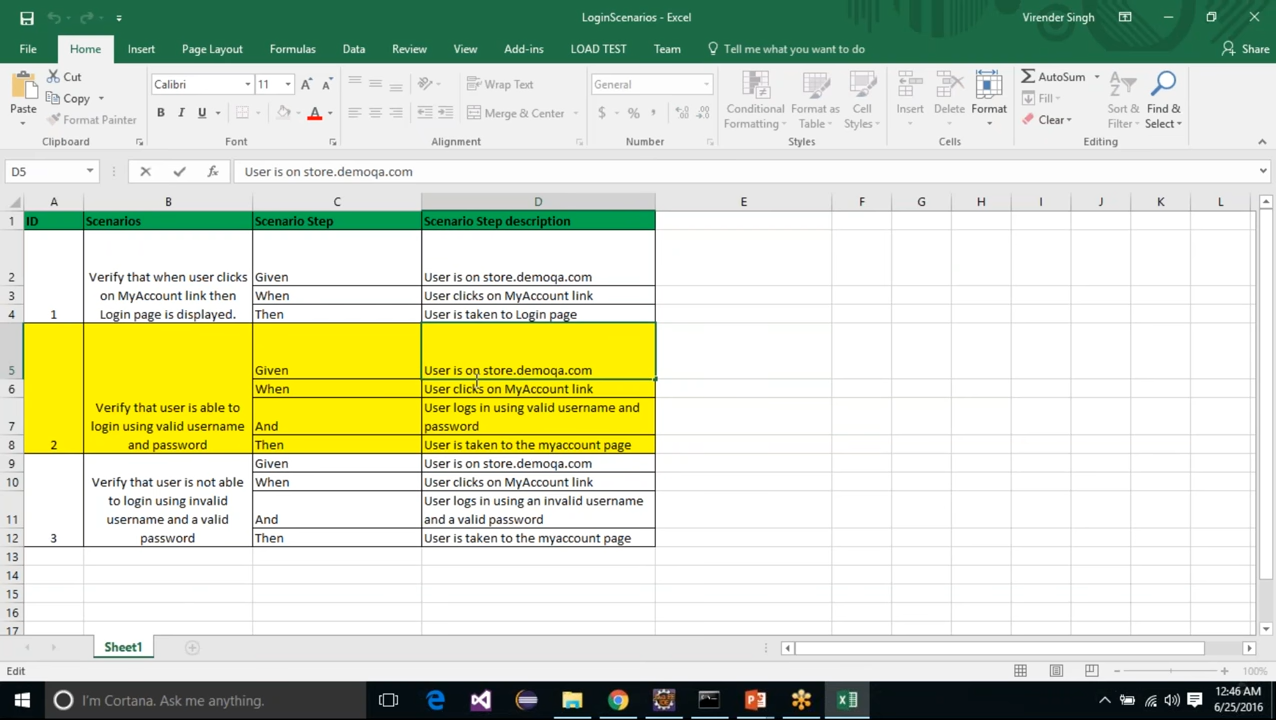 LoginScenarios - Excel
Virender Singh
File Home Insert Page Layout Formulas Data Review View Add-ins LOAD TEST Team Tell me what you want to do Share
Paste
Cut
Copy
Format Painter
Clipboard
Calibri 11
B I U
Font
Wrap Text
Merge & Center
Alignment
General
$ %
Number
Conditional Formatting
Format as Table
Cell Styles
Styles
Insert
Delete
Format
Cells
AutoSum
Fill
Clear
Sort & Filter
Find & Select
Editing
D5 fx User is on store.demoqa.com
A B C D E F G H I J K L
1 ID Scenarios Scenario Step Scenario Step description
2 Verify that when user clicks Given User is on store.demoqa.com
3 on MyAccount link then When User clicks on MyAccount link
4 1 Login page is displayed. Then User is taken to Login page
5 Given User is on store.demoqa.com
6 When User clicks on MyAccount link
Verify that user is able to User logs in using valid username and
7 login using valid username And password
8 2 and password Then User is taken to the myaccount page
9 Given User is on store.demoqa.com
10 Verify that user is not able When User clicks on MyAccount link
to login using invalid User logs in using an invalid username
11 username and a valid And and a valid password
12 3 password Then User is taken to the myaccount page
13
14
15
16
17
Sheet1
Edit
100%
I'm Cortana. Ask me anything.
12:46 AM
6/25/2016